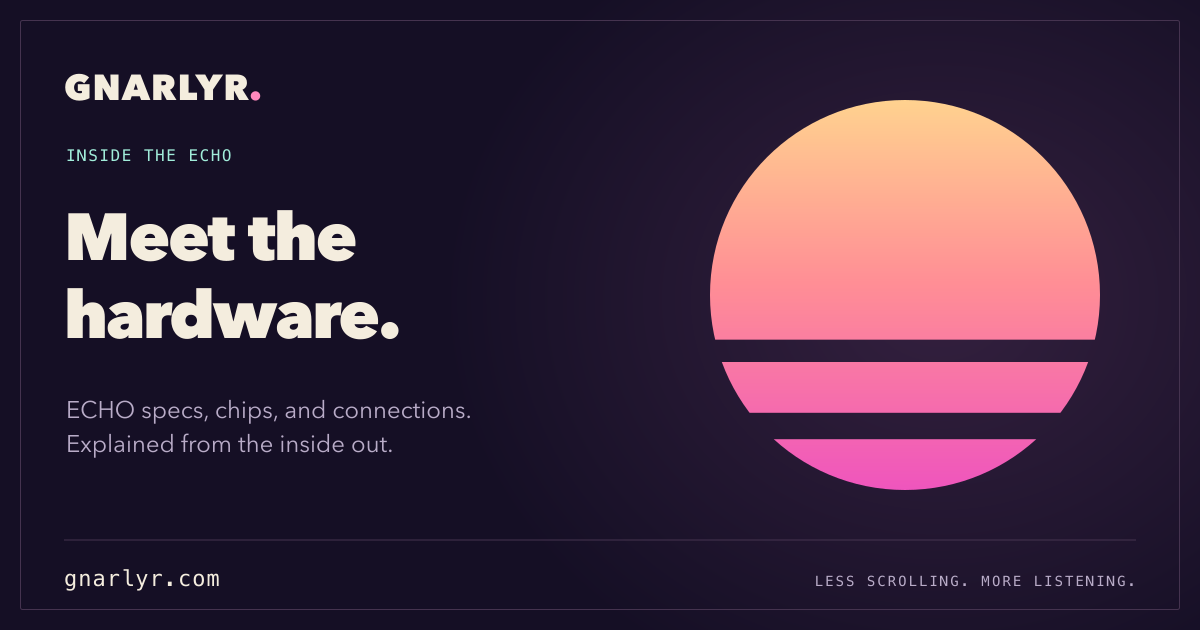 GNARLYR.
INSIDE THE ECHO
Meet the
hardware.
ECHO specs, chips, and connections.
Explained from the inside out.
gnarlyr.com
LESS SCROLLING. MORE LISTENING.